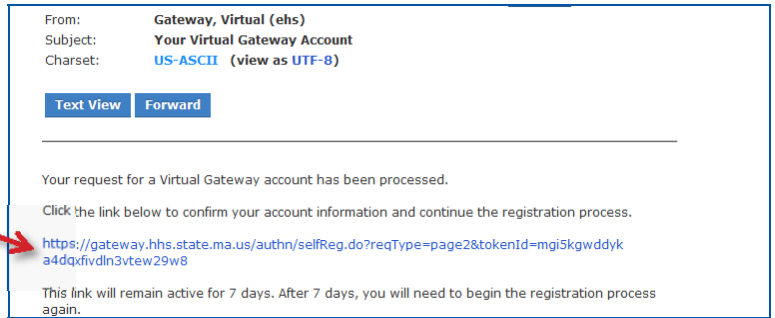 From: Gateway, Virtual (ehs)
Subject: Your Virtual Gateway Account
Charset: US-ASCII (view as UTF-8)
Text View Forward
Your request for a Virtual Gateway account has been processed.
Click the link below to confirm your account information and continue the registration process.
https://gateway.hhs.state.ma.us/authn/selfReg.do?reqType=page2&tokenId=mgi5kgwddyk
a4dqxfivdln3vtew29w8
This link will remain active for 7 days. After 7 days, you will need to begin the registration process
again.